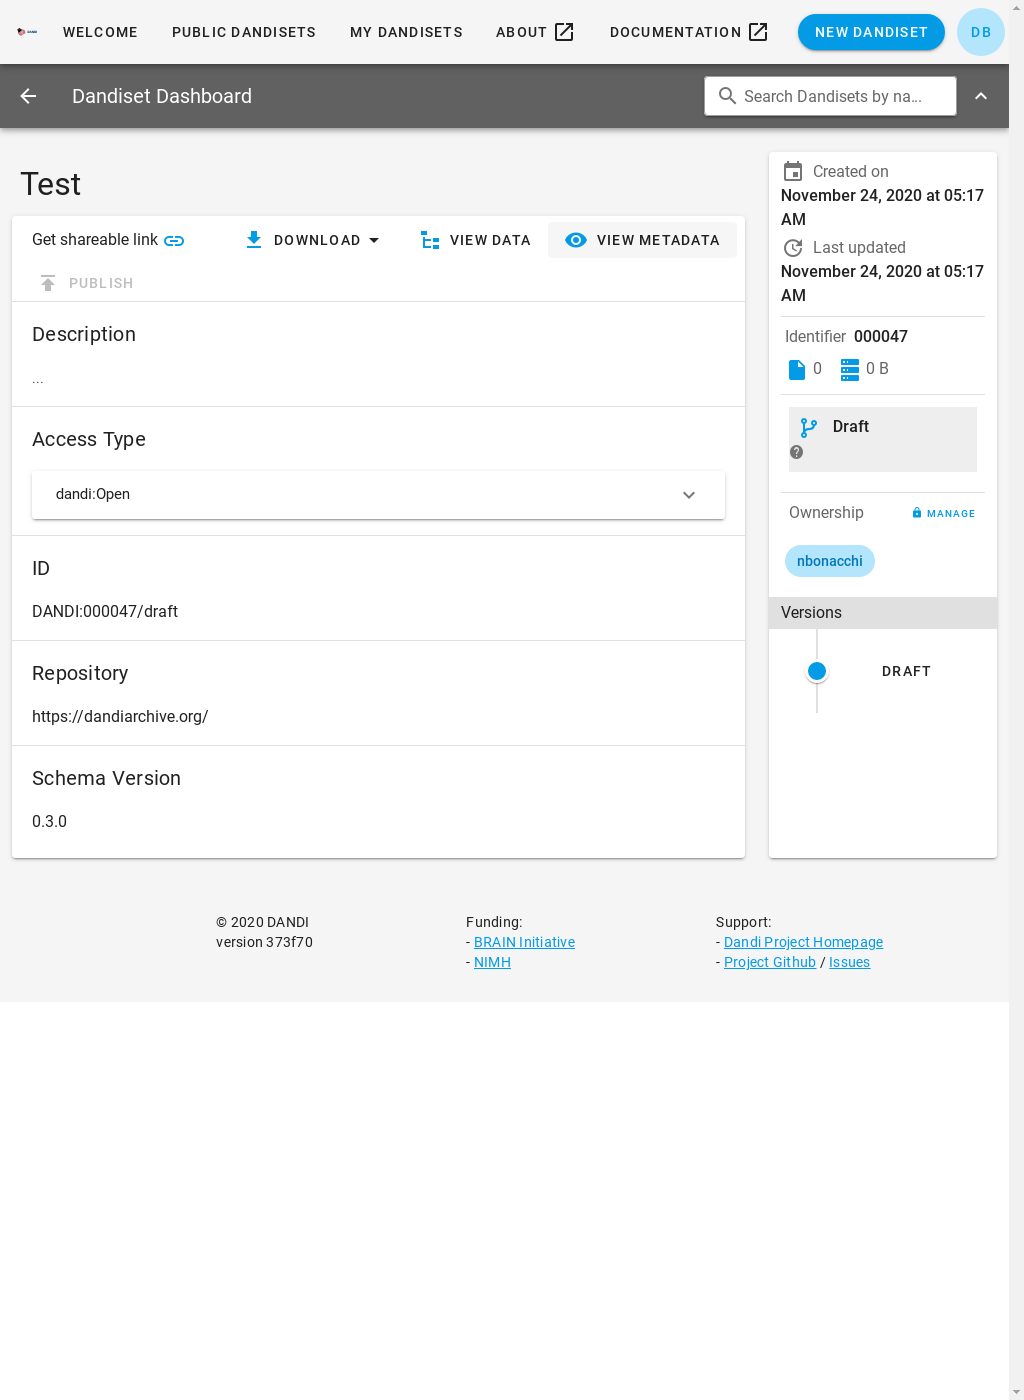 WELCOME PUBLIC DANDISETS MY DANDISETS ABOUT DOCUMENTATION NEW DANDISET DB
Dandiset Dashboard
Search Dandisets by na...
Test
Get shareable link DOWNLOAD VIEW DATA VIEW METADATA
PUBLISH
Description
...
Access Type
dandi:Open
ID
DANDI:000047/draft
Repository
https://dandiarchive.org/
Schema Version
0.3.0
Created on
November 24, 2020 at 05:17
AM
Last updated
November 24, 2020 at 05:17
AM
Identifier 000047
0 0 B
Draft
Ownership MANAGE
nbonacchi
Versions
DRAFT
© 2020 DANDI
version 373f70
Funding:
- BRAIN Initiative
- NIMH
Support:
- Dandi Project Homepage
- Project Github / Issues